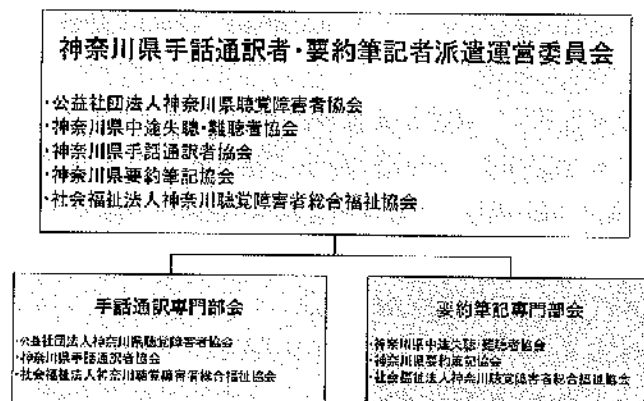 神奈川県手話通訳者・要約筆記者派遣運営委員会
・公益社団法人神奈川県聴覚障害者協会
・神奈川県中途失聴・難聴者協会
・神奈川県手話通訳者協会
・神奈川県要約筆記協会
・社会福祉法人神奈川聴覚障害者総合福祉協会
手話通訳専門部会
・公益社団法人神奈川県聴覚障害者協会
・神奈川県手話通訳者協会
・社会福祉法人神奈川聴覚障害者総合福祉協会
要約筆記専門部会
・神奈川県中途失聴・難聴者協会
・神奈川県要約筆記協会
・社会福祉法人神奈川聴覚障害者総合福祉協会